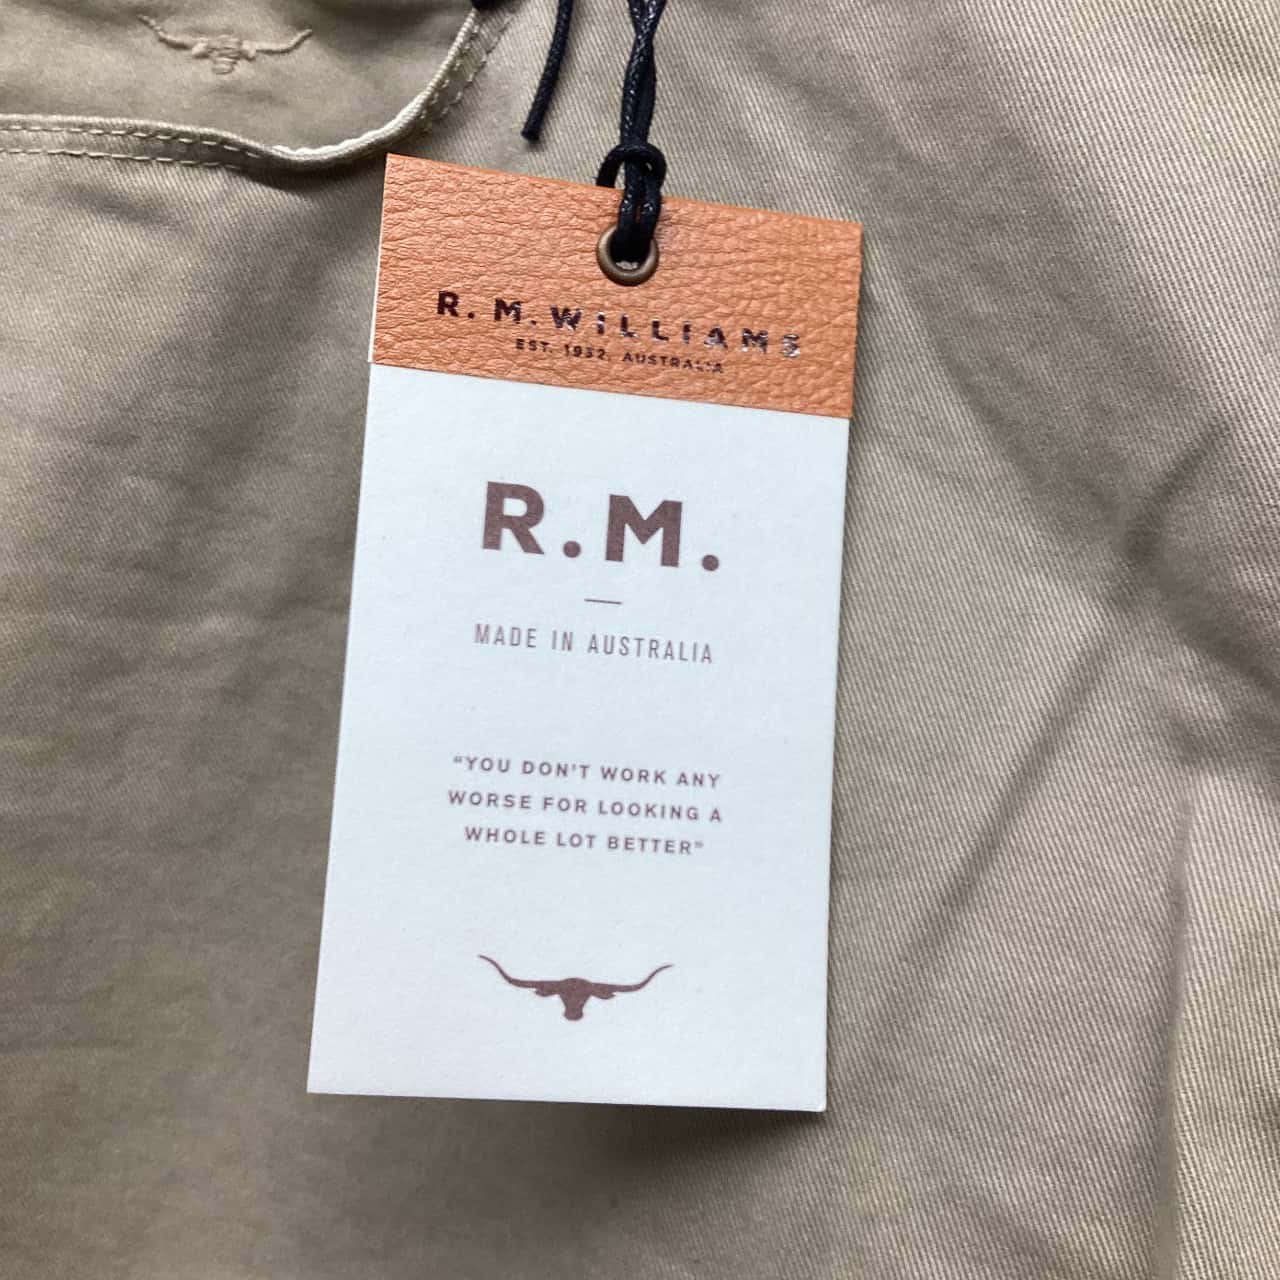 R. M. WILLIAMS
EST. 1932. AUSTRALIA
R.M.
MADE IN AUSTRALIA
“YOU DON'T WORK ANY
WORSE FOR LOOKING A
WHOLE LOT BETTER”